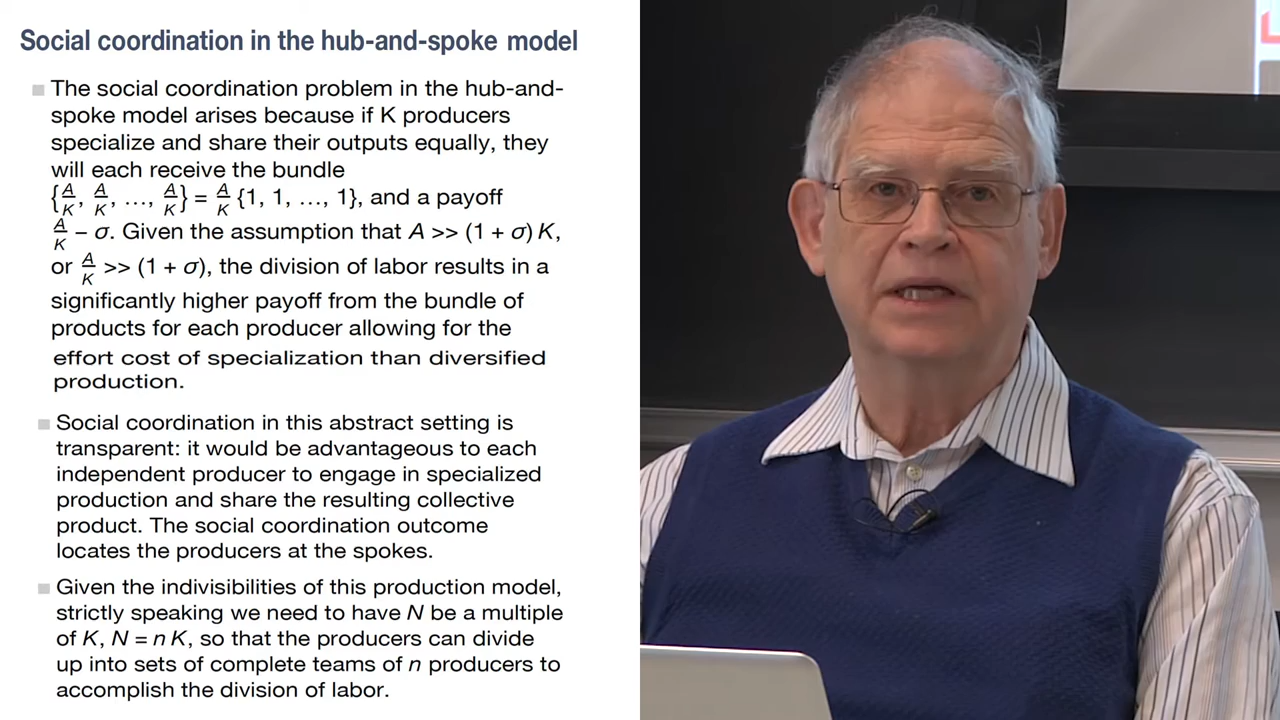 Social coordination in the hub-and-spoke model
The social coordination problem in the hub-and-
spoke model arises because if K producers
specialize and share their outputs equally, they
will each receive the bundle
{A/K, A/K, ..., A/K} = A/K {1, 1, ..., 1}, and a payoff
A/K − σ. Given the assumption that A >> (1 + σ) K,
or A/K >> (1 + σ), the division of labor results in a
significantly higher payoff from the bundle of
products for each producer allowing for the
effort cost of specialization than diversified
production.
Social coordination in this abstract setting is
transparent: it would be advantageous to each
independent producer to engage in specialized
production and share the resulting collective
product. The social coordination outcome
locates the producers at the spokes.
Given the indivisibilities of this production model,
strictly speaking we need to have N be a multiple
of K, N = n K, so that the producers can divide
up into sets of complete teams of n producers to
accomplish the division of labor.